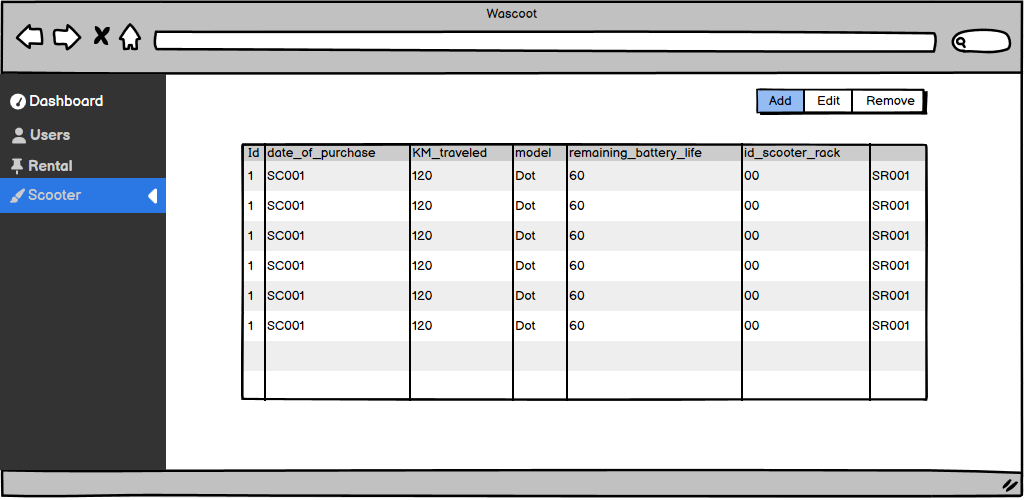 Wascoot
Dashboard
Users
Rental
Scooter
Add Edit Remove
Id date_of_purchase KM_traveled model remaining_battery_life id_scooter_rack
1 SC001 120 Dot 60 00 SR001
1 SC001 120 Dot 60 00 SR001
1 SC001 120 Dot 60 00 SR001
1 SC001 120 Dot 60 00 SR001
1 SC001 120 Dot 60 00 SR001
1 SC001 120 Dot 60 00 SR001